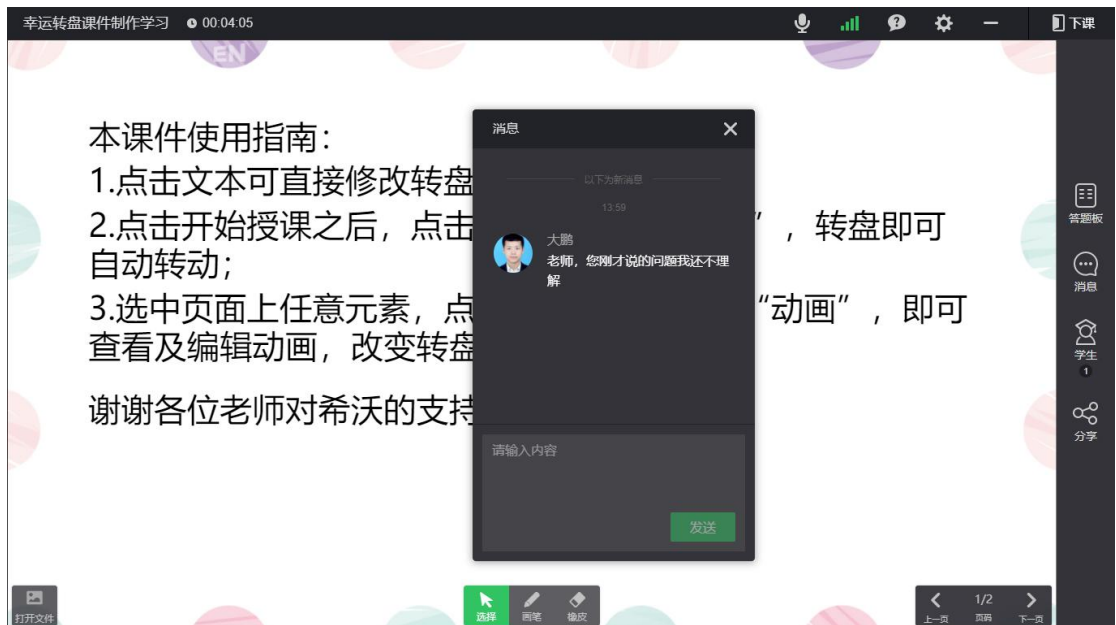 幸运转盘课件制作学习 00:04:05
下课
EN
本课件使用指南：
1.点击文本可直接修改转盘
2.点击开始授课之后，点击 ”，转盘即可
自动转动；
3.选中页面上任意元素，点 “动画”，即可
查看及编辑动画，改变转盘
谢谢各位老师对希沃的支持
消息
以下为新消息
13:59
大鹏
老师，您刚才说的问题我还不理
解
请输入内容
发送
答题板
消息
学生
1
分享
打开文件
选择 画笔 橡皮
1/2
上一页 页码 下一页